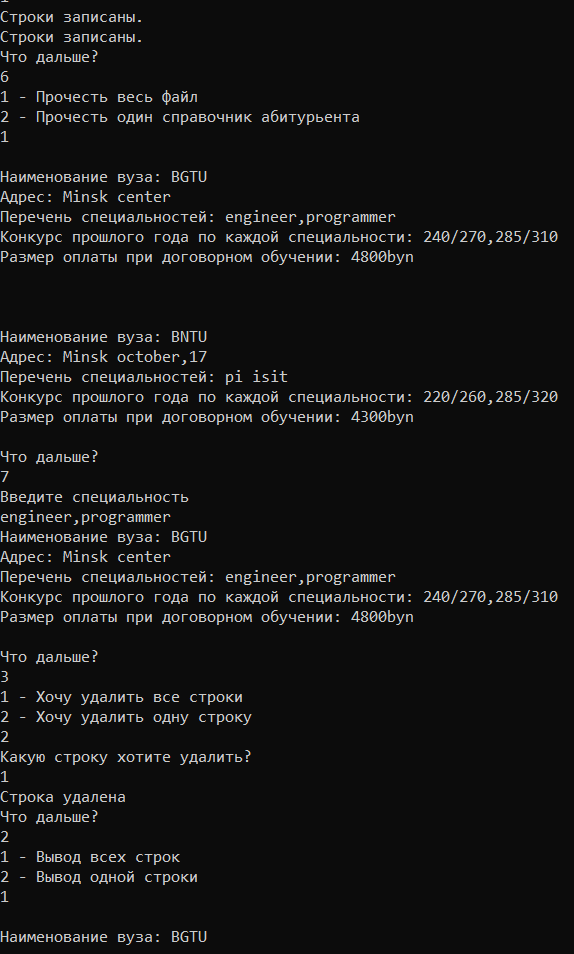 Строки записаны.
Строки записаны.
Что дальше?
6
1 - Прочесть весь файл
2 - Прочесть один справочник абитурьента
1
Наименование вуза: BGTU
Адрес: Minsk center
Перечень специальностей: engineer,programmer
Конкурс прошлого года по каждой специальности: 240/270,285/310
Размер оплаты при договорном обучении: 4800byn
Наименование вуза: BNTU
Адрес: Minsk october,17
Перечень специальностей: pi isit
Конкурс прошлого года по каждой специальности: 220/260,285/320
Размер оплаты при договорном обучении: 4300byn
Что дальше?
7
Введите специальность
engineer,programmer
Наименование вуза: BGTU
Адрес: Minsk center
Перечень специальностей: engineer,programmer
Конкурс прошлого года по каждой специальности: 240/270,285/310
Размер оплаты при договорном обучении: 4800byn
Что дальше?
3
1 - Хочу удалить все строки
2 - Хочу удалить одну строку
2
Какую строку хотите удалить?
1
Строка удалена
Что дальше?
2
1 - Вывод всех строк
2 - Вывод одной строки
1
Наименование вуза: BGTU